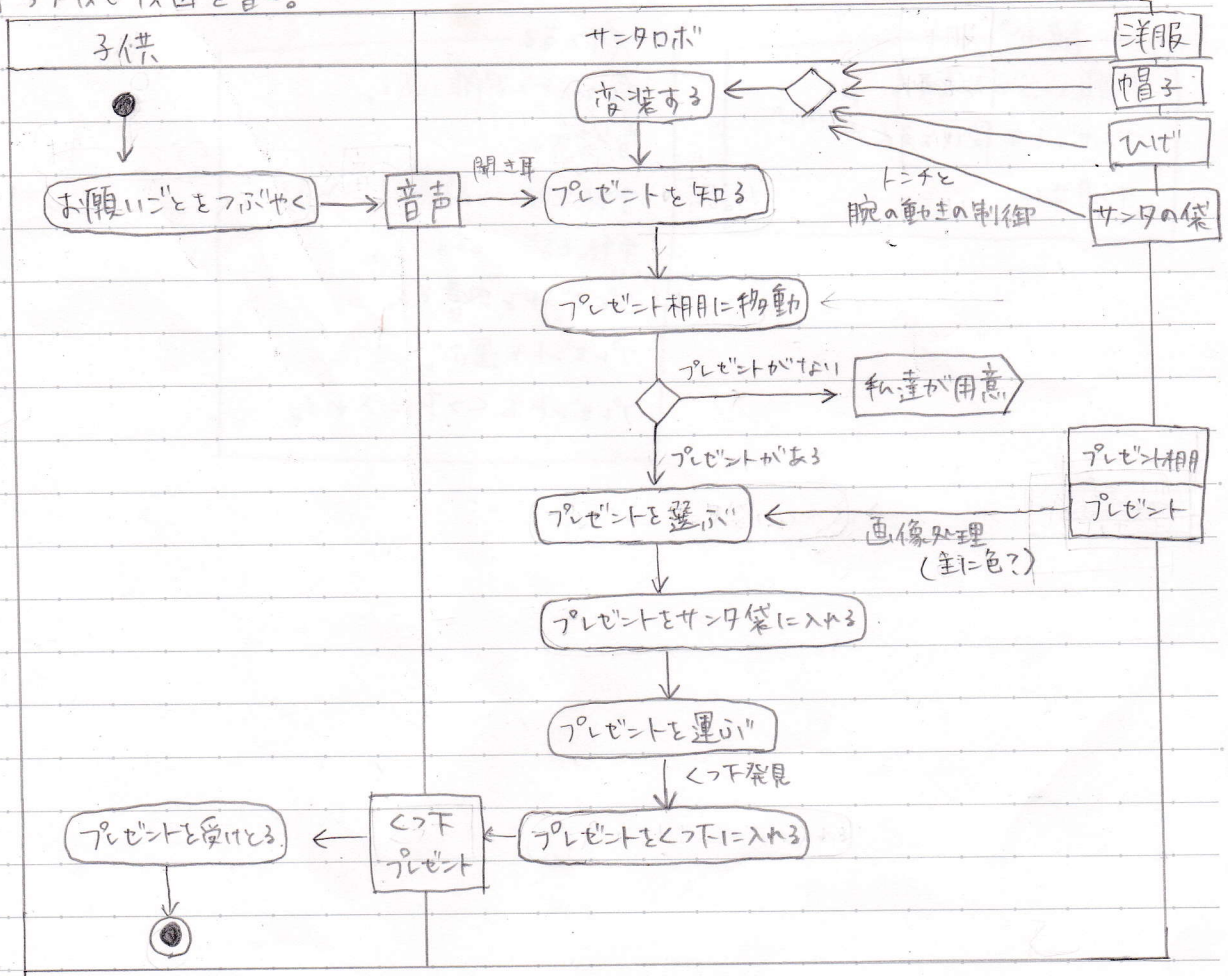 子供
サンタロボ
洋服
帽子
ひげ
サンタの袋
変装する
お願いごとをつぶやく
音声
聞き耳
プレゼントを知る
トンチと
腕の動きの制御
プレゼント棚に移動
プレゼントがない
私達が用意
プレゼントがある
プレゼント棚
プレゼント
プレゼントを選ぶ
画像処理
(主に色?)
プレゼントをサンタ袋に入れる
プレゼントを運ぶ
くつ下発見
プレゼントをくつ下に入れる
くつ下
プレゼント
プレゼントを受けとる